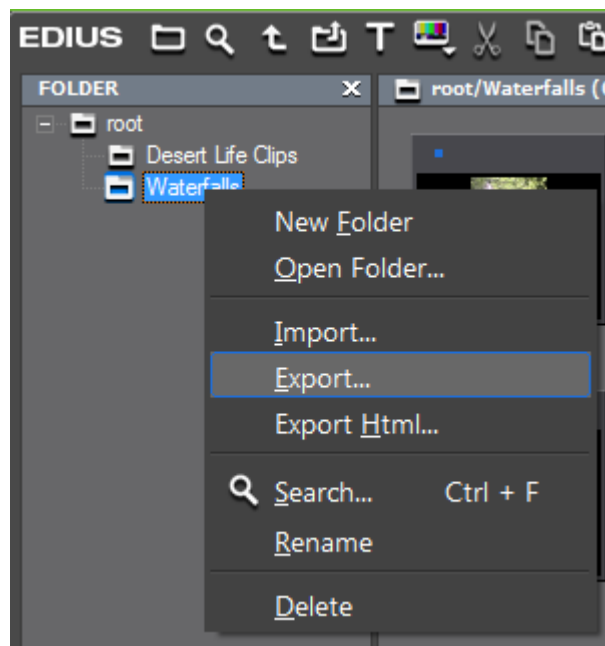 EDIUS
FOLDER
root/Waterfalls (
root
Desert Life Clips
Waterfalls
New Folder
Open Folder...
Import...
Export...
Export Html...
Search... Ctrl + F
Rename
Delete